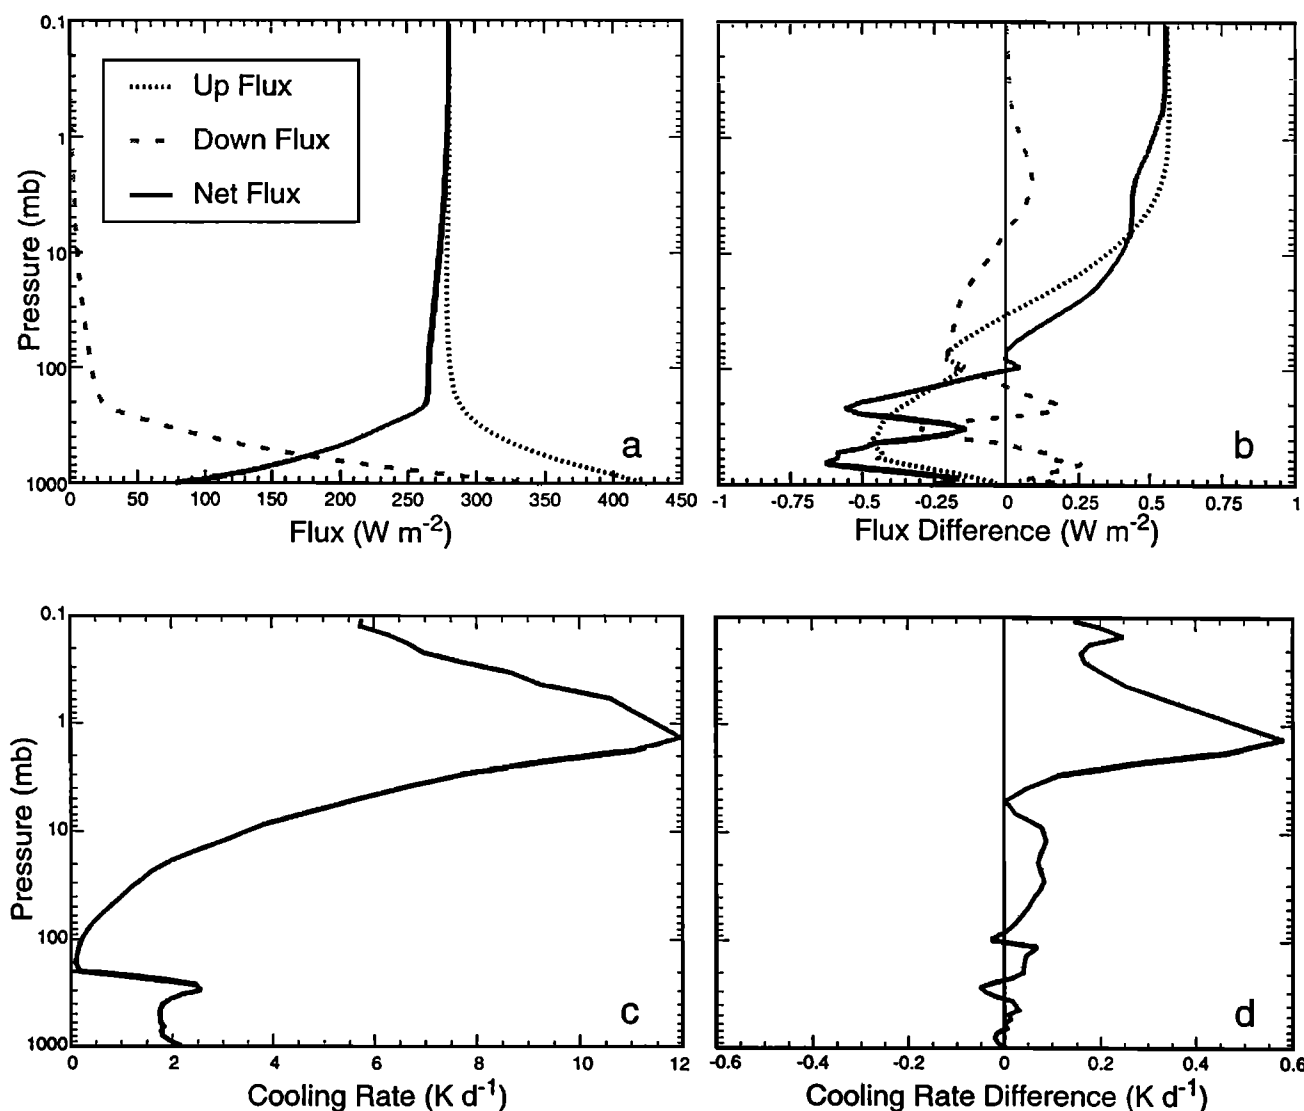 0.1
1
10
100
1000
Pressure (mb)
Up Flux
Down Flux
Net Flux
a
0 50 100 150 200 250 300 350 400 450
Flux (W m-2)
b
-1 -0.75 -0.5 -0.25 0 0.25 0.5 0.75 1
Flux Difference (W m-2)
0.1
1
10
100
1000
Pressure (mb)
c
0 2 4 6 8 10 12
Cooling Rate (K d-1)
d
-0.6 -0.4 -0.2 0 0.2 0.4 0.6
Cooling Rate Difference (K d-1)